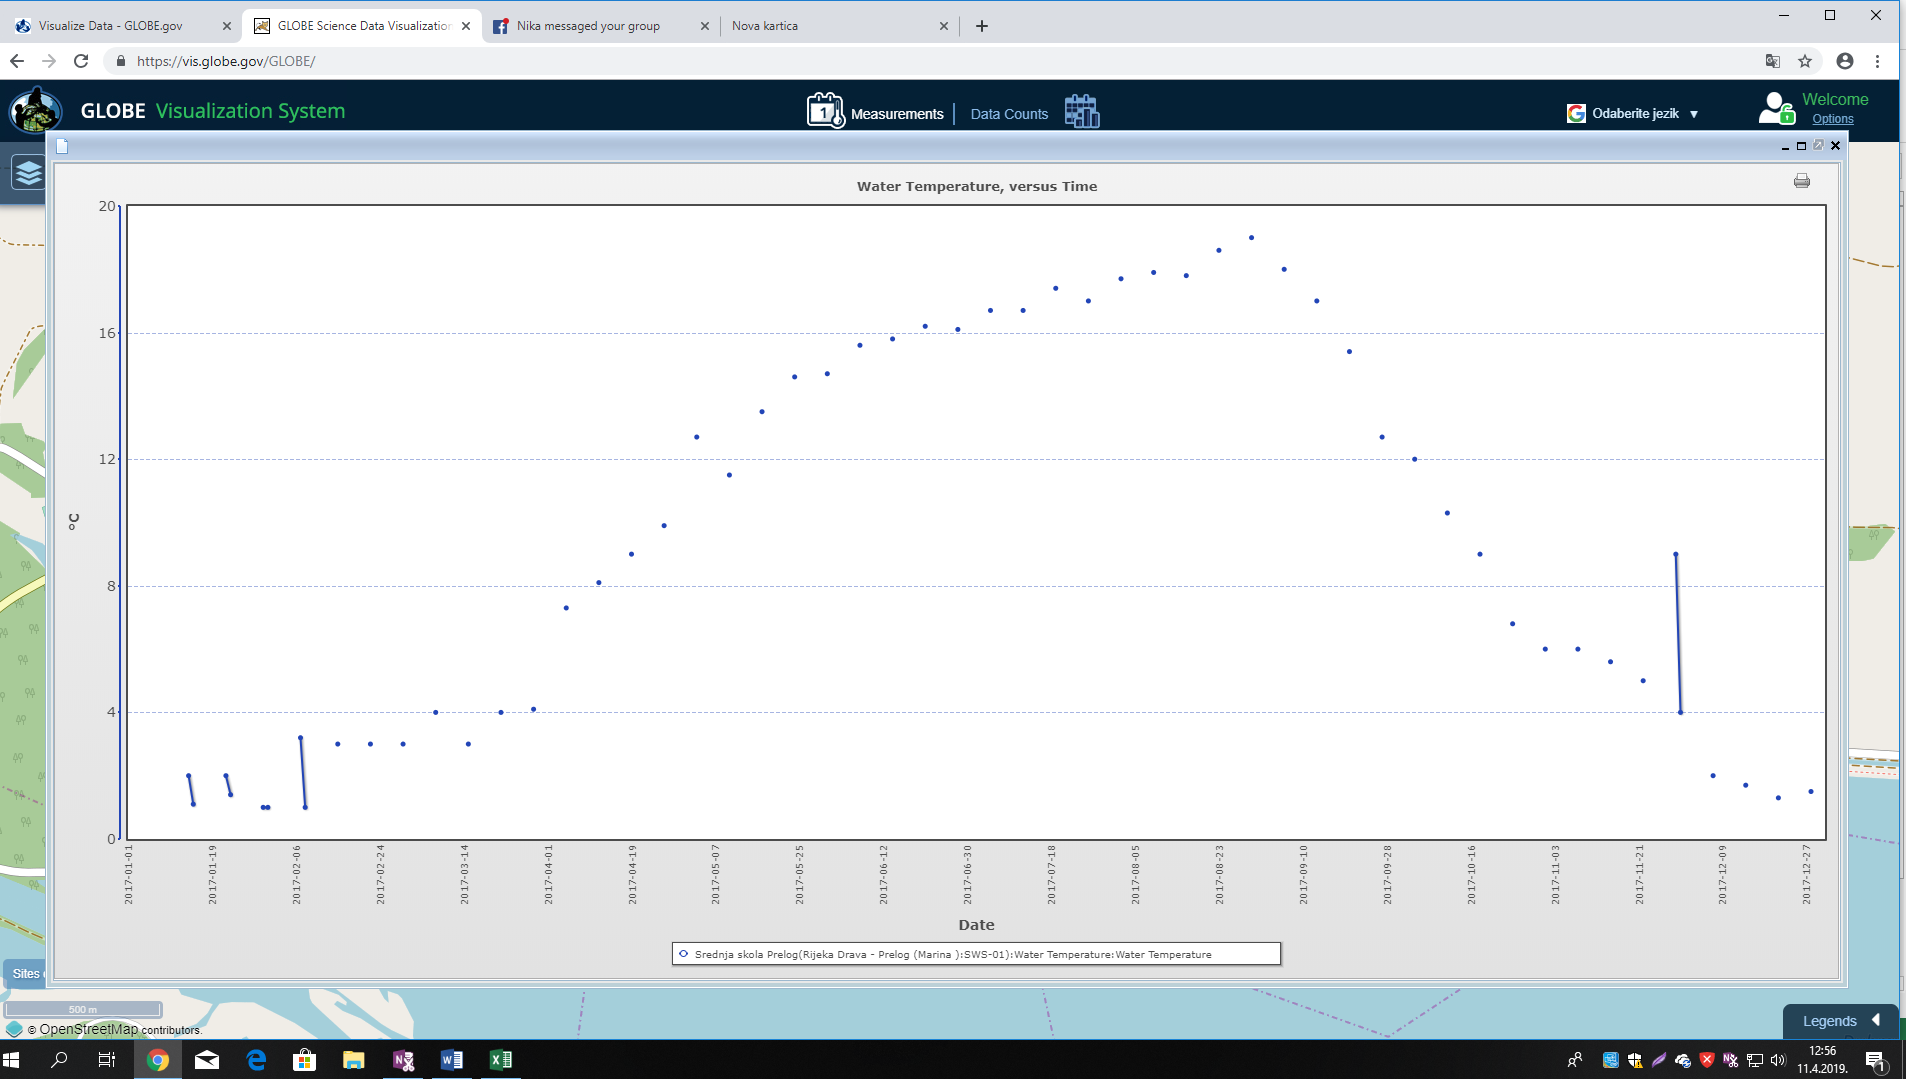 Visualize Data - GLOBE.gov
GLOBE Science Data Visualization
Nika messaged your group
Nova kartica
https://vis.globe.gov/GLOBE/
GLOBE Visualization System
1
Measurements
Data Counts
Odaberite jezik ▼
Welcome
Options
Water Temperature, versus Time
20
16
12
8
4
0
°C
2017-01-01
2017-01-19
2017-02-06
2017-02-24
2017-03-14
2017-04-01
2017-04-19
2017-05-07
2017-05-25
2017-06-12
2017-06-30
2017-07-18
2017-08-05
2017-08-23
2017-09-10
2017-09-28
2017-10-16
2017-11-03
2017-11-21
2017-12-09
2017-12-27
Date
Srednja skola Prelog(Rijeka Drava - Prelog (Marina ):SWS-01):Water Temperature:Water Temperature
Sites
500 m
© OpenStreetMap contributors.
Legends
12:56
11.4.2019.
1